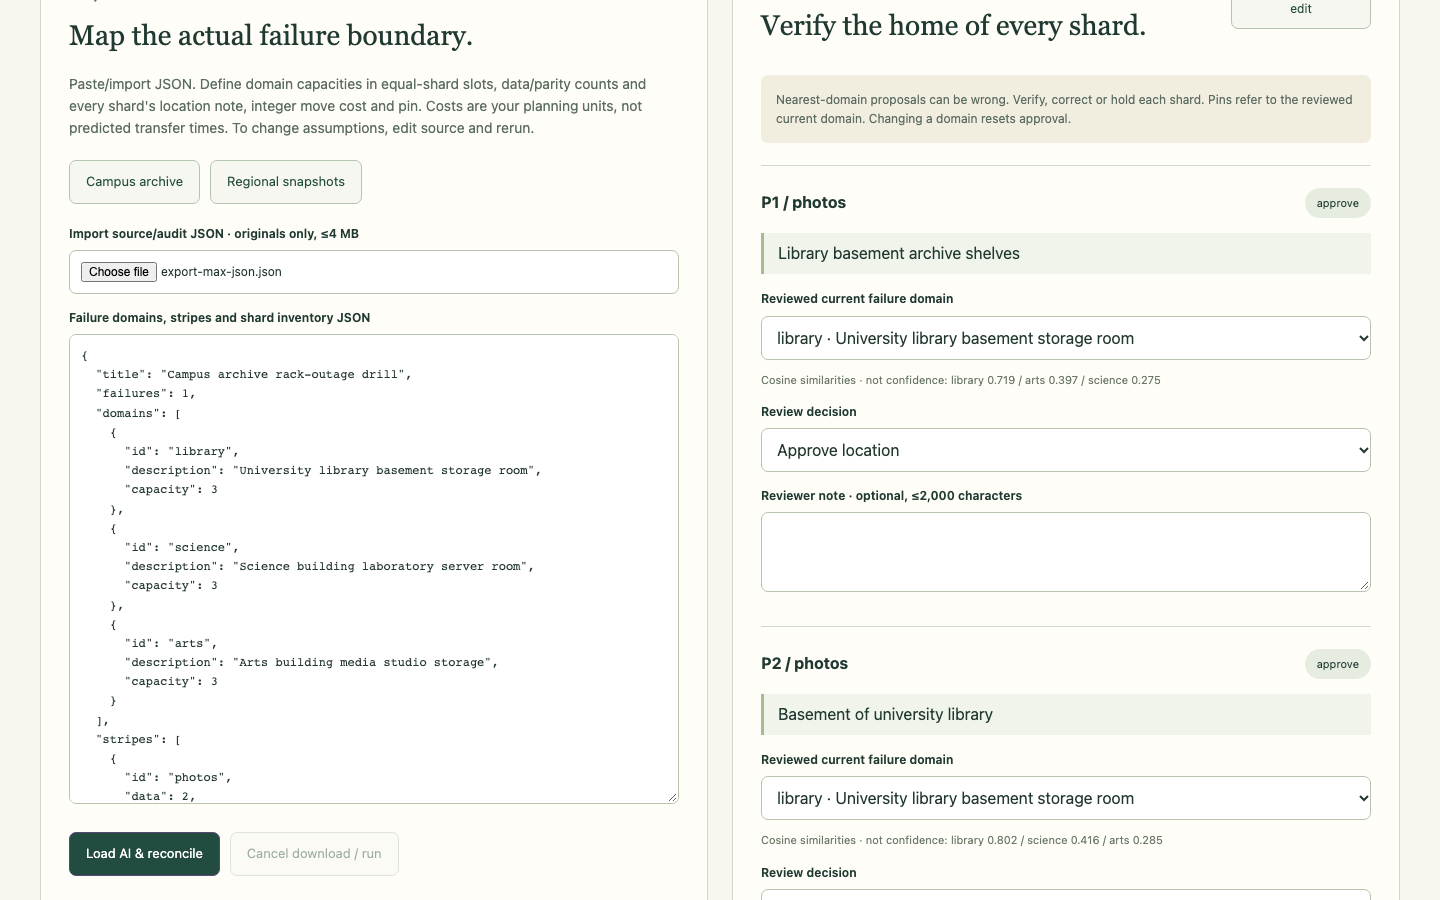 Map the actual failure boundary.
Paste/import JSON. Define domain capacities in equal-shard slots, data/parity counts and
every shard's location note, integer move cost and pin. Costs are your planning units, not
predicted transfer times. To change assumptions, edit source and rerun.
Campus archive
Regional snapshots
Import source/audit JSON · originals only, ≤4 MB
Choose file export-max-json.json
Failure domains, stripes and shard inventory JSON
{
"title": "Campus archive rack-outage drill",
"failures": 1,
"domains": [
{
"id": "library",
"description": "University library basement storage room",
"capacity": 3
},
{
"id": "science",
"description": "Science building laboratory server room",
"capacity": 3
},
{
"id": "arts",
"description": "Arts building media studio storage",
"capacity": 3
}
],
"stripes": [
{
"id": "photos",
"data": 2,
Load AI & reconcile
Cancel download / run
edit
Verify the home of every shard.
Nearest-domain proposals can be wrong. Verify, correct or hold each shard. Pins refer to the reviewed
current domain. Changing a domain resets approval.
P1 / photos
approve
Library basement archive shelves
Reviewed current failure domain
library · University library basement storage room
Cosine similarities · not confidence: library 0.719 / arts 0.397 / science 0.275
Review decision
Approve location
Reviewer note · optional, ≤2,000 characters
P2 / photos
approve
Basement of university library
Reviewed current failure domain
library · University library basement storage room
Cosine similarities · not confidence: library 0.802 / science 0.416 / arts 0.285
Review decision